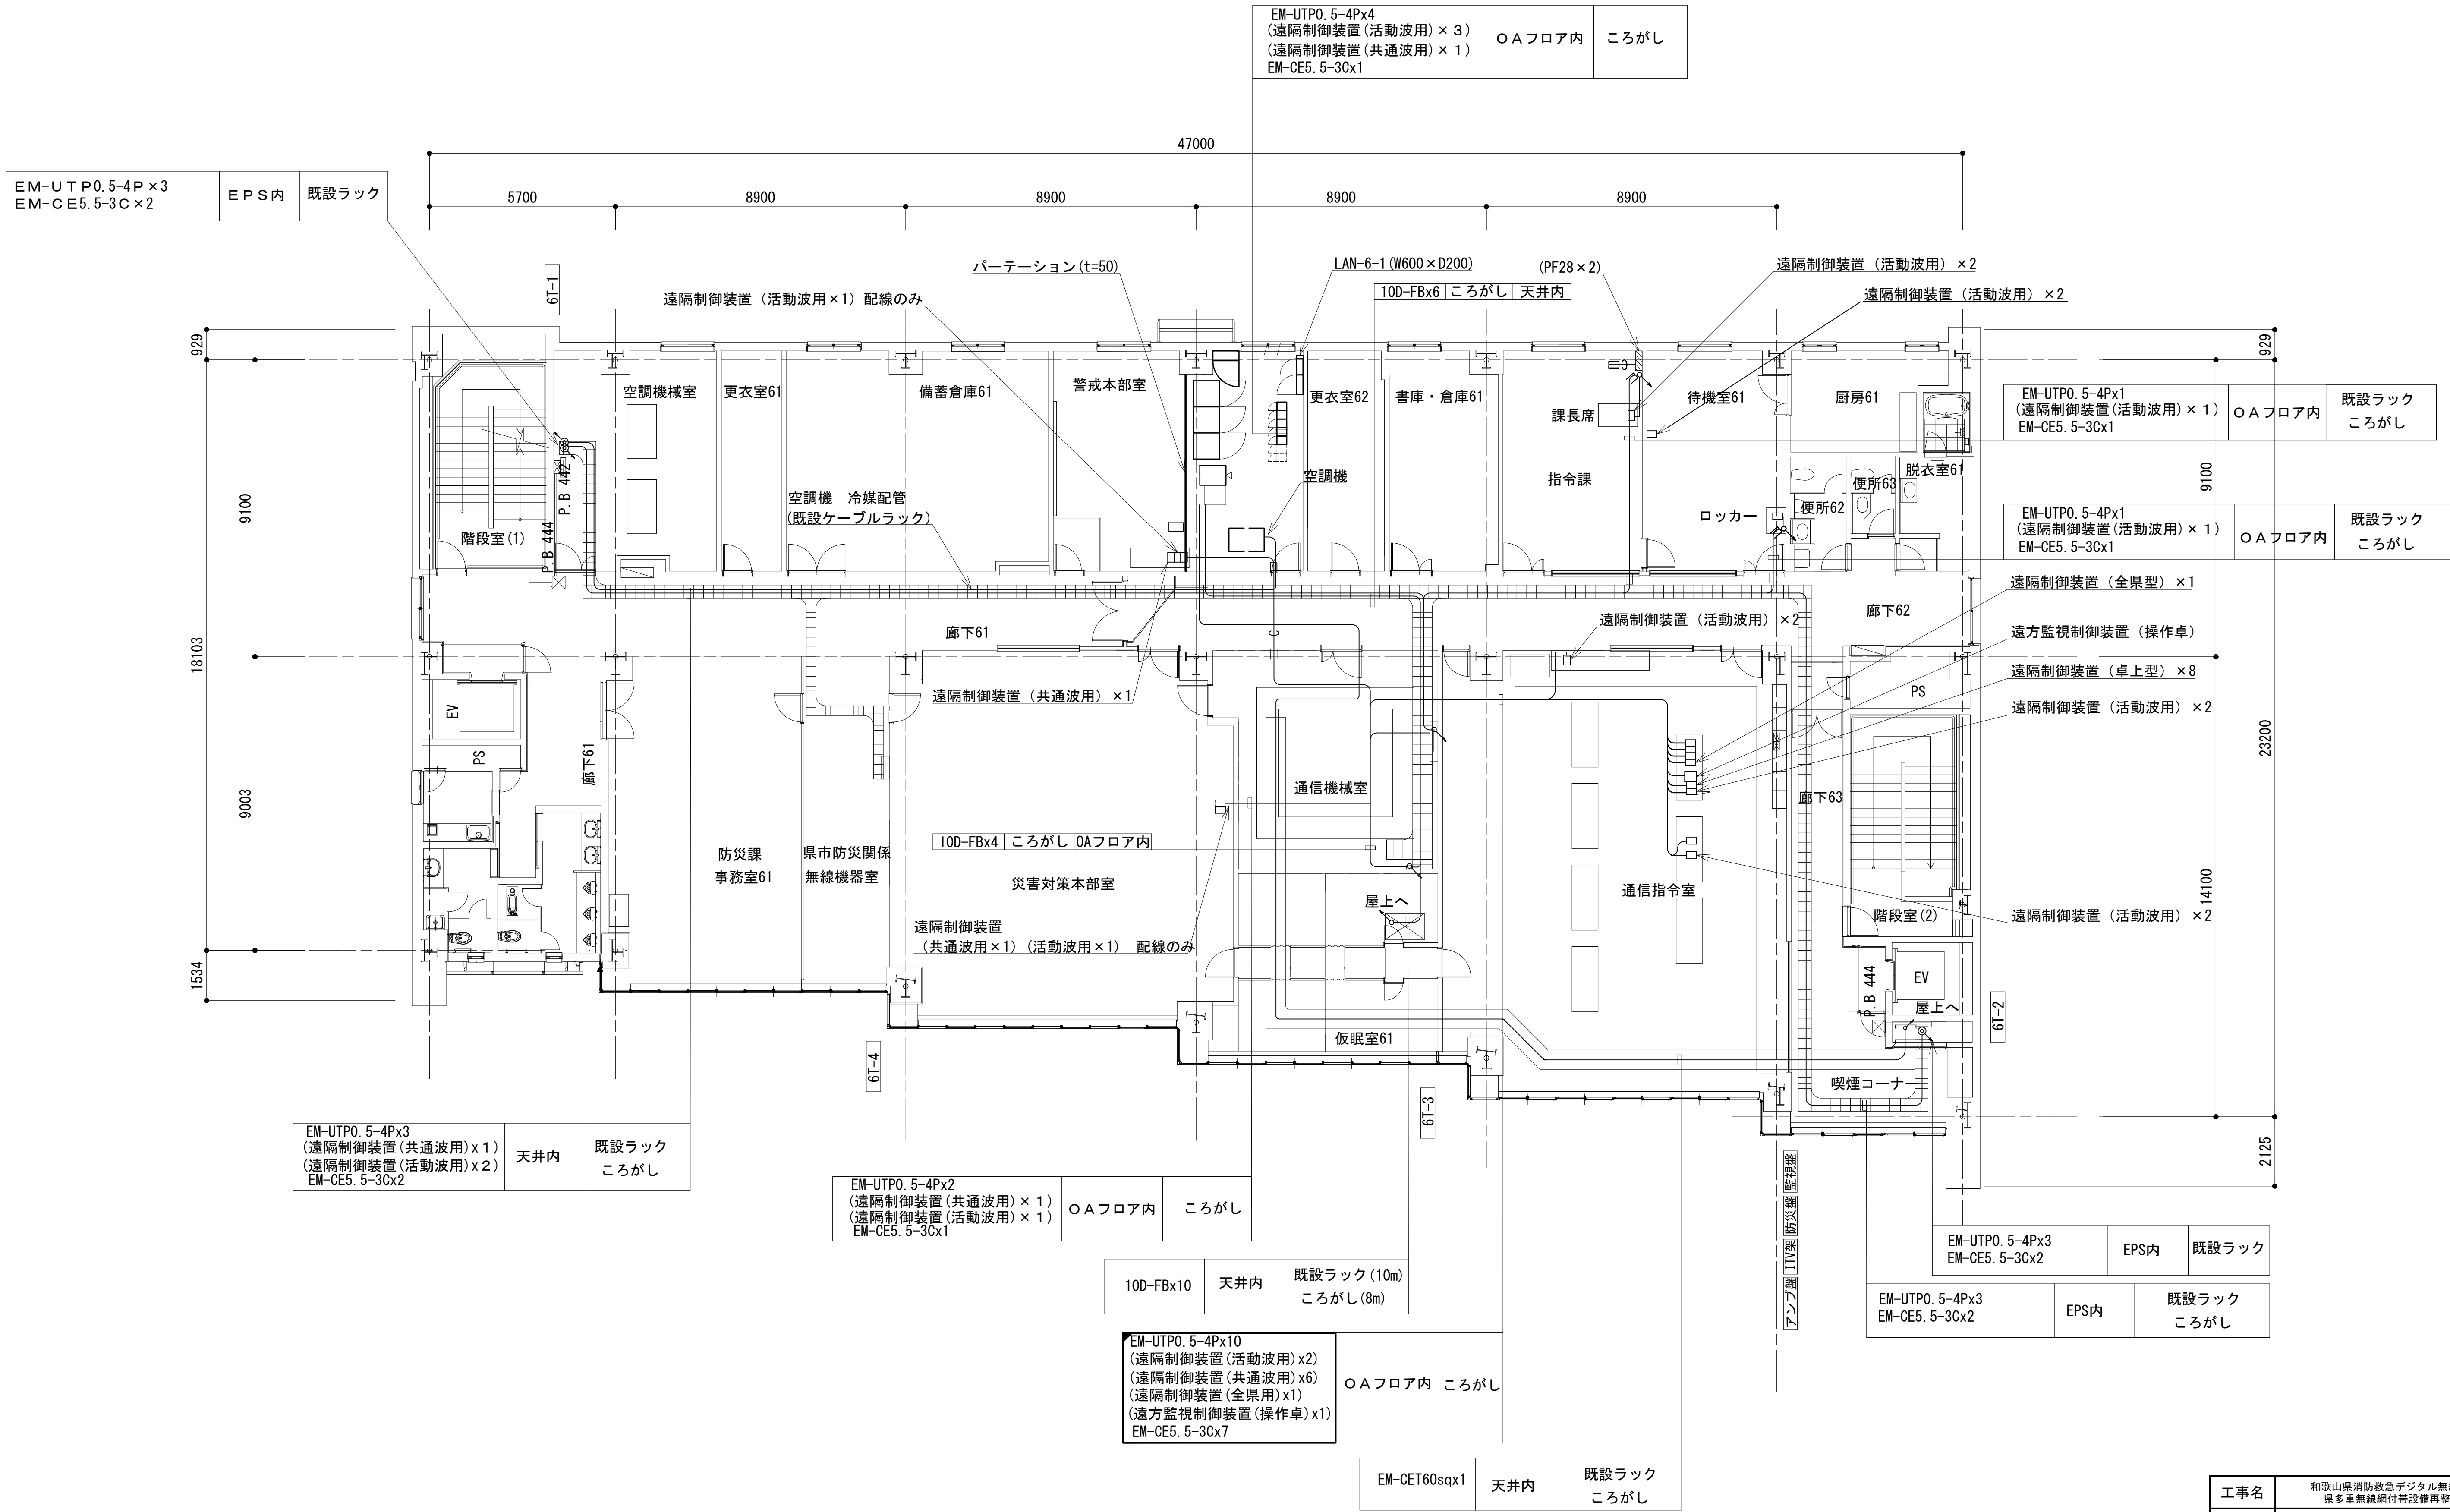 EM-UTP0.5-4Px4
(遠隔制御装置(活動波用)×３)
(遠隔制御装置(共通波用)×１)
EM-CE5.5-3Cx1
ＯＡフロア内
ころがし
47000
5700
8900
8900
8900
8900
ＥＭ-ＵＴＰ0.5-4Ｐ×3
ＥＭ-ＣＥ5.5-3Ｃ×2
ＥＰＳ内
既設ラック
6T-1
パーテーション(t=50)
遠隔制御装置（活動波用×1）配線のみ
LAN-6-1(W600×D200)
10D-FBx6
ころがし
天井内
(PF28×2)
遠隔制御装置（活動波用）×2
遠隔制御装置（活動波用）×2
929
9100
18103
9003
1534
929
9100
23200
14100
2125
空調機械室
更衣室61
備蓄倉庫61
警戒本部室
更衣室62
書庫・倉庫61
課長席
待機室61
厨房61
指令課
ロッカー
便所62
便所63
脱衣室61
階段室(1)
P.B 442
P.B 444
空調機　冷媒配管
(既設ケーブルラック)
空調機
EM-UTP0.5-4Px1
(遠隔制御装置(活動波用)×１)
EM-CE5.5-3Cx1
ＯＡフロア内
既設ラック
ころがし
EM-UTP0.5-4Px1
(遠隔制御装置(活動波用)×１)
EM-CE5.5-3Cx1
ＯＡフロア内
既設ラック
ころがし
遠隔制御装置（全県型）×1
遠方監視制御装置（操作卓）
遠隔制御装置（卓上型）×8
遠隔制御装置（活動波用）×2
遠隔制御装置（活動波用）×2
廊下61
廊下62
遠隔制御装置（活動波用）×2
遠隔制御装置（共通波用）×1
EV
PS
廊下61
PS
防災課
事務室61
県市防災関係
無線機器室
災害対策本部室
通信機械室
通信指令室
廊下63
10D-FBx4
ころがし
OAフロア内
遠隔制御装置
（共通波用×1）(活動波用×1)　配線のみ
屋上へ
仮眠室61
階段室(2)
EV
P.B 444
屋上へ
喫煙コーナー
6T-2
6T-4
6T-3
EM-UTP0.5-4Px3
(遠隔制御装置(共通波用)x１)
(遠隔制御装置(活動波用)x２)
EM-CE5.5-3Cx2
天井内
既設ラック
ころがし
EM-UTP0.5-4Px2
(遠隔制御装置(共通波用)×１)
(遠隔制御装置(活動波用)×１)
EM-CE5.5-3Cx1
ＯＡフロア内
ころがし
10D-FBx10
天井内
既設ラック(10m)
ころがし(8m)
EM-UTP0.5-4Px10
(遠隔制御装置(活動波用)x2)
(遠隔制御装置(共通波用)x6)
(遠隔制御装置(全県用)x1)
(遠方監視制御装置(操作卓)x1)
EM-CE5.5-3Cx7
ＯＡフロア内
ころがし
EM-CET60sqx1
天井内
既設ラック
ころがし
アンプ盤
ITV架
防災盤
監視盤
EM-UTP0.5-4Px3
EM-CE5.5-3Cx2
EPS内
既設ラック
EM-UTP0.5-4Px3
EM-CE5.5-3Cx2
EPS内
既設ラック
ころがし
工事名
和歌山県消防救急デジタル無
県多重無線網付帯設備再整